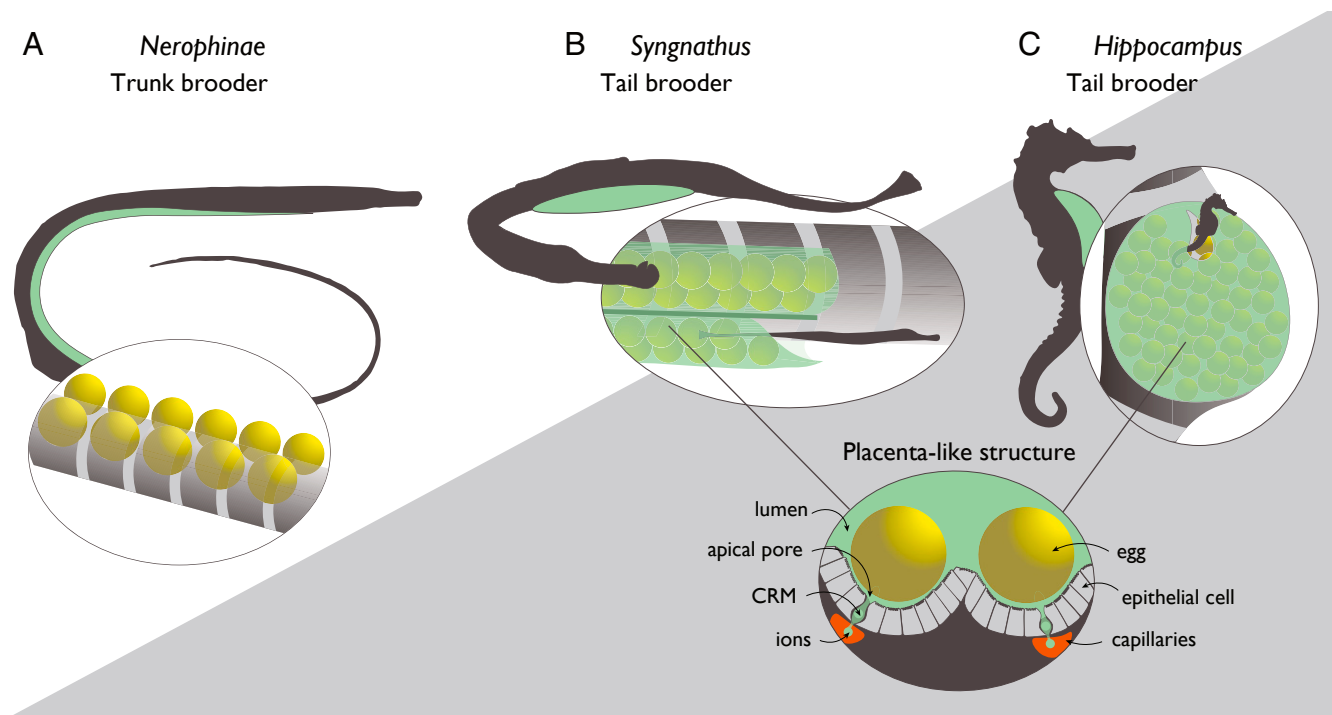 A
Nerophinae
Trunk brooder
B
Syngnathus
Tail brooder
C
Hippocampus
Tail brooder
Placenta-like structure
lumen
apical pore
CRM
ions
egg
epithelial cell
capillaries